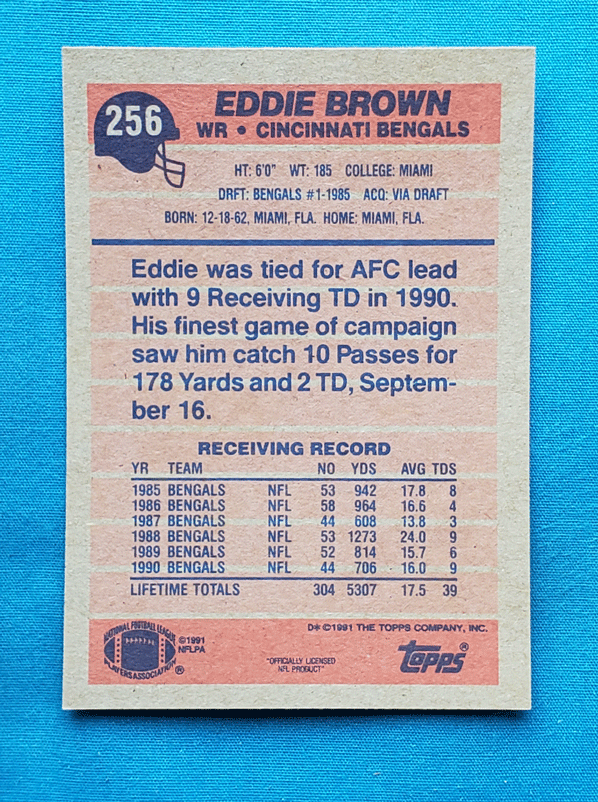 256
EDDIE BROWN
WR • CINCINNATI BENGALS
HT: 6'0" WT: 185 COLLEGE: MIAMI
DRFT: BENGALS #1-1985 ACQ: VIA DRAFT
BORN: 12-18-62, MIAMI, FLA. HOME: MIAMI, FLA.
Eddie was tied for AFC lead
with 9 Receiving TD in 1990.
His finest game of campaign
saw him catch 10 Passes for
178 Yards and 2 TD, Septem-
ber 16.
RECEIVING RECORD
YR TEAM NO YDS AVG TDS
1985 BENGALS NFL 53 942 17.8 8
1986 BENGALS NFL 58 964 16.6 4
1987 BENGALS NFL 44 608 13.8 3
1988 BENGALS NFL 53 1273 24.0 9
1989 BENGALS NFL 52 814 15.7 6
1990 BENGALS NFL 44 706 16.0 9
LIFETIME TOTALS 304 5307 17.5 39
NATIONAL FOOTBALL LEAGUE
PLAYERS ASSOCIATION ®
©1991
NFLPA
"OFFICIALLY LICENSED
NFL PRODUCT"
D* ©1991 THE TOPPS COMPANY, INC.
topps ®